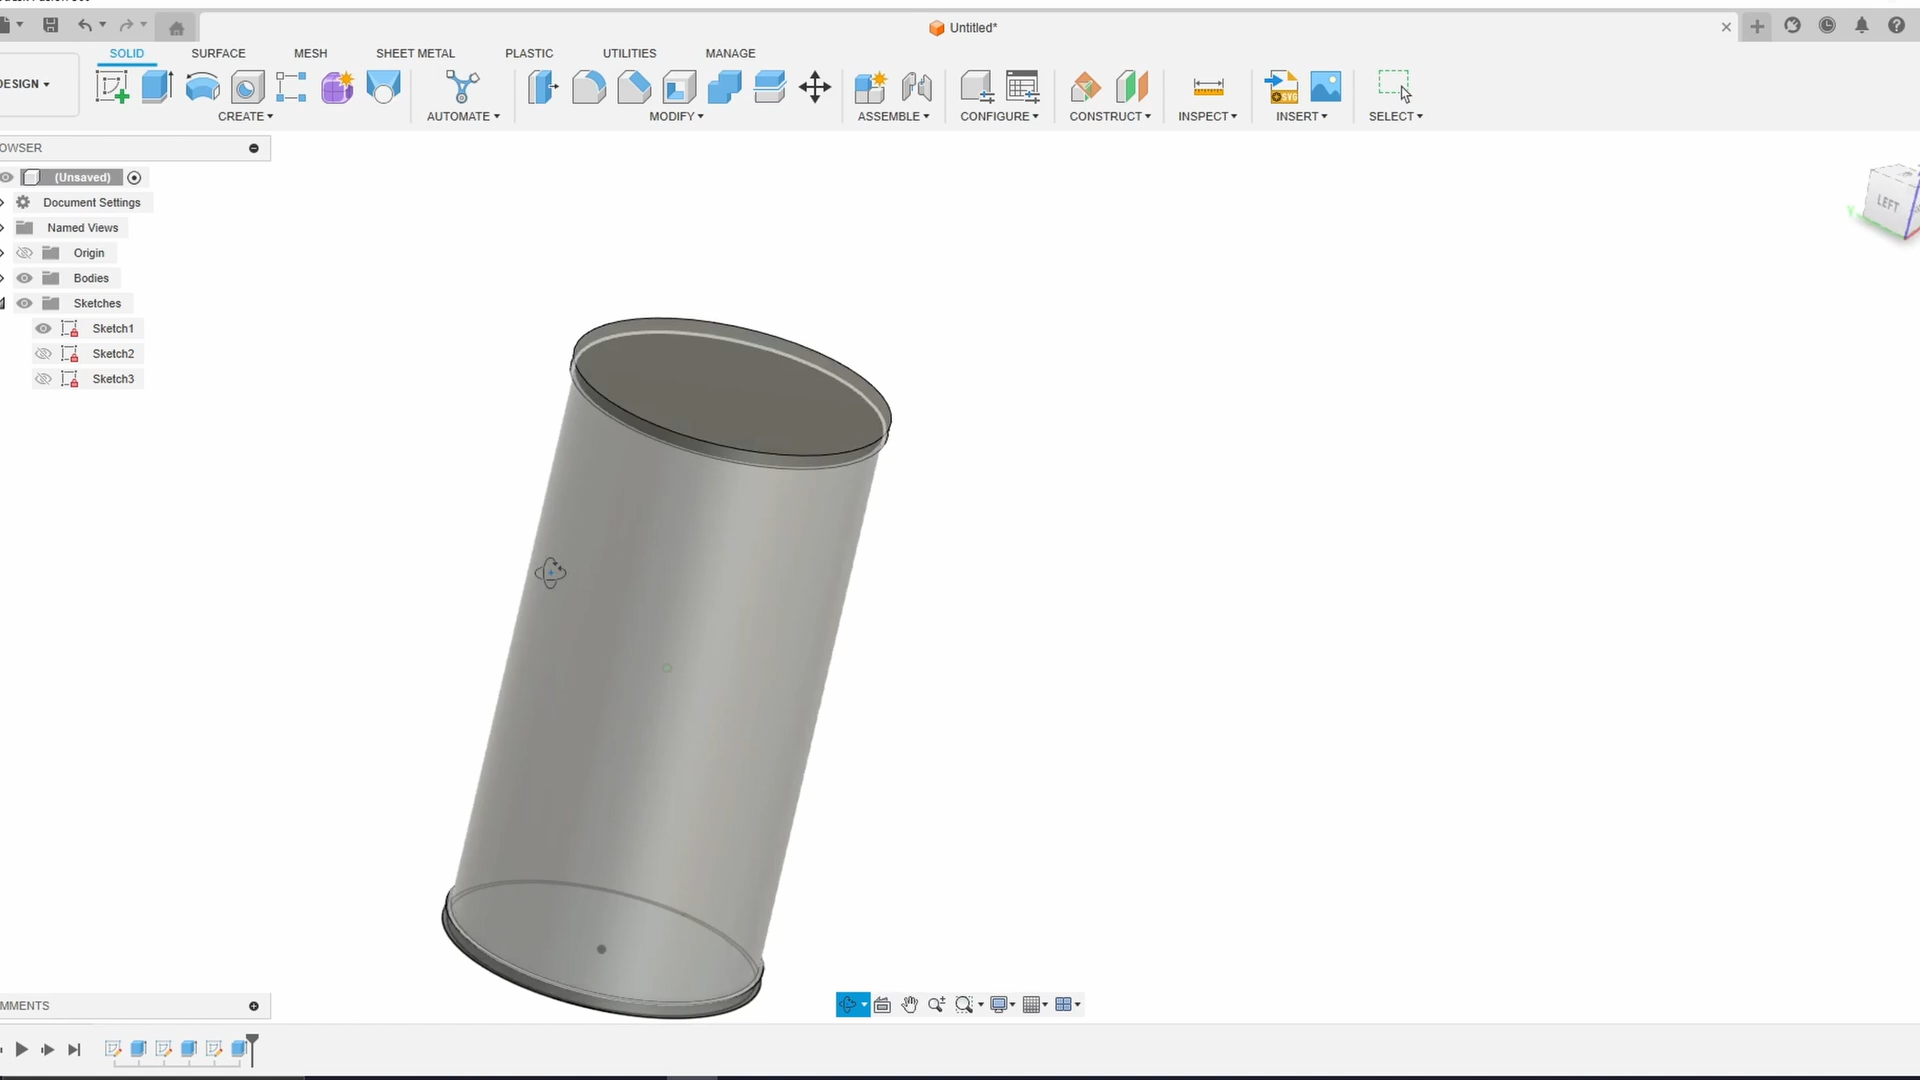 Untitled*
SOLID SURFACE MESH SHEET METAL PLASTIC UTILITIES MANAGE
DESIGN
CREATE AUTOMATE MODIFY ASSEMBLE CONFIGURE CONSTRUCT INSPECT INSERT SELECT
OWSER
(Unsaved)
LEFT
Y
Document Settings
Named Views
Origin
Bodies
Sketches
Sketch1
Sketch2
Sketch3
MMENTS